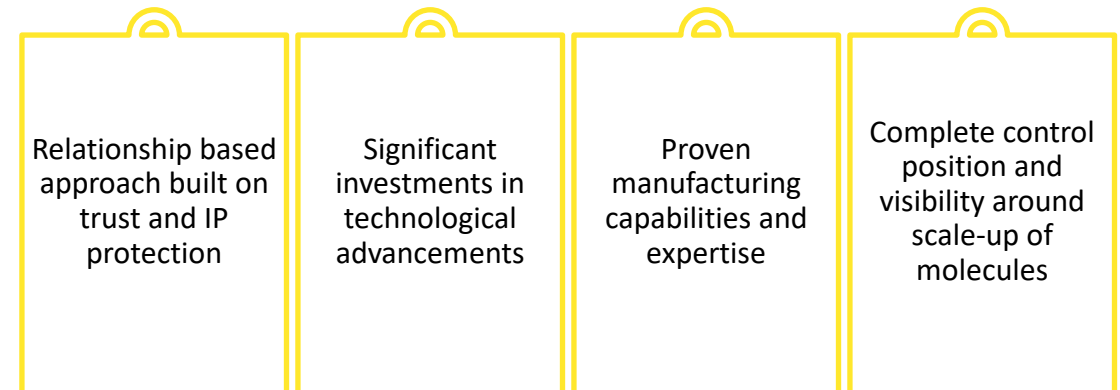 Relationship based
approach built on
trust and IP
protection
Significant
investments in
technological
advancements
Proven
manufacturing
capabilities and
expertise
Complete control
position and
visibility around
scale-up of
molecules